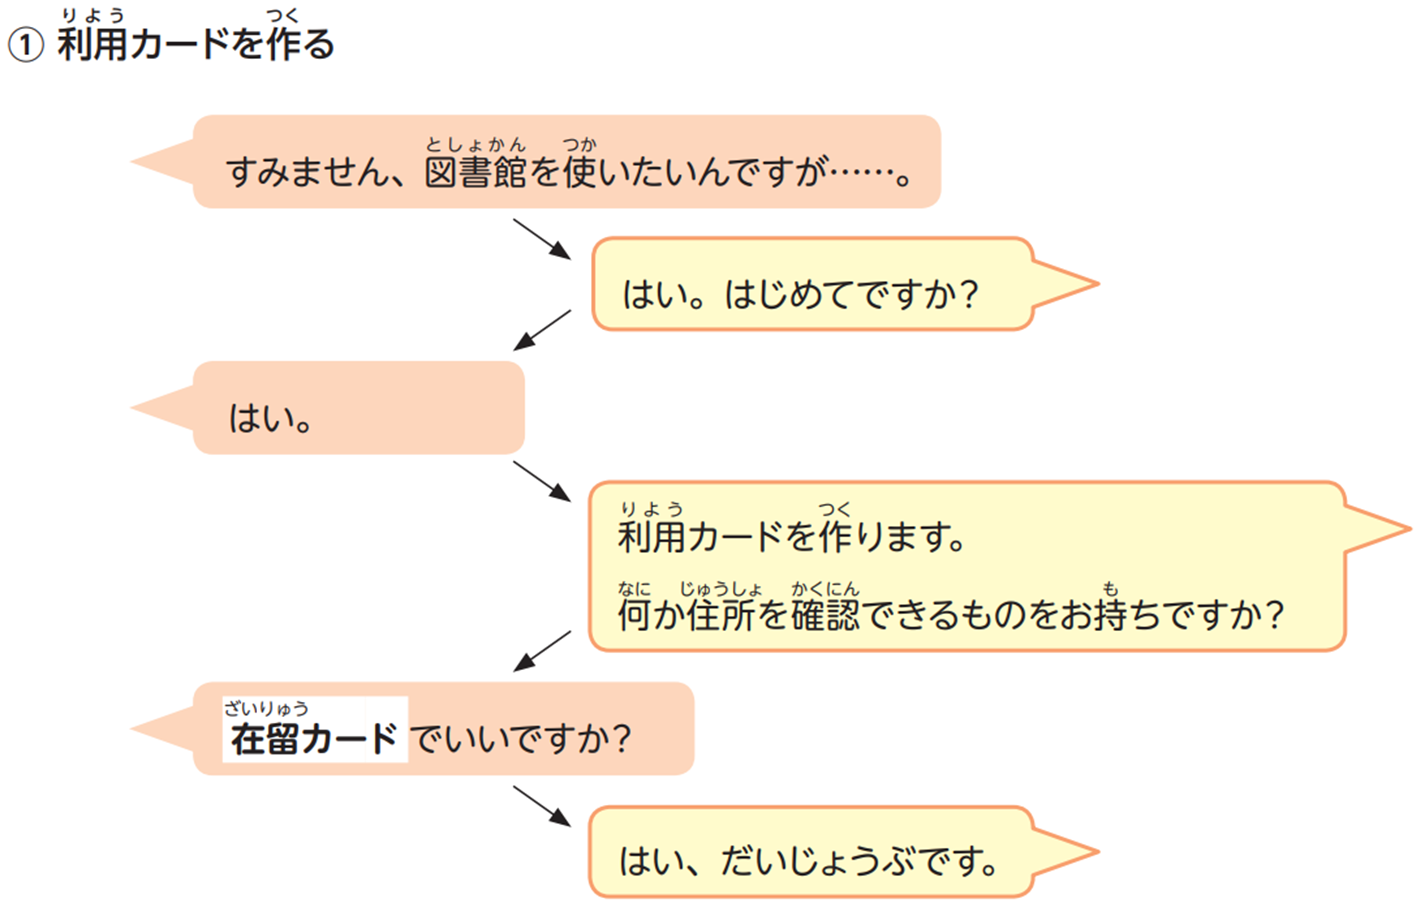 ① 利用カードを作る
すみません、図書館を使いたいんですが……。
はい。はじめてですか？
はい。
利用カードを作ります。
何か住所を確認できるものをお持ちですか？
在留カードでいいですか？
はい、だいじょうぶです。